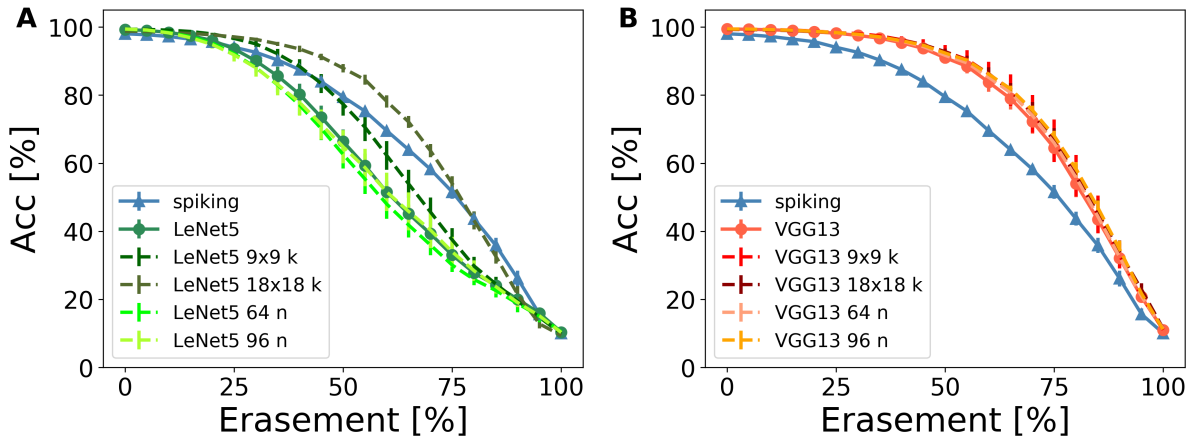 A
100
80
60
40
20
0
Acc [%]
spiking
LeNet5
LeNet5 9x9 k
LeNet5 18x18 k
LeNet5 64 n
LeNet5 96 n
0
25
50
75
100
Erasement [%]
B
100
80
60
40
20
0
Acc [%]
spiking
VGG13
VGG13 9x9 k
VGG13 18x18 k
VGG13 64 n
VGG13 96 n
0
25
50
75
100
Erasement [%]